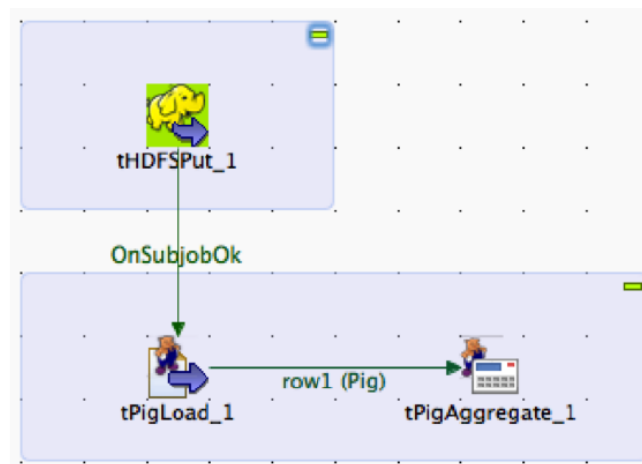 tHDFSPut_1
OnSubjobOk
row1 (Pig)
tPigLoad_1
tPigAggregate_1